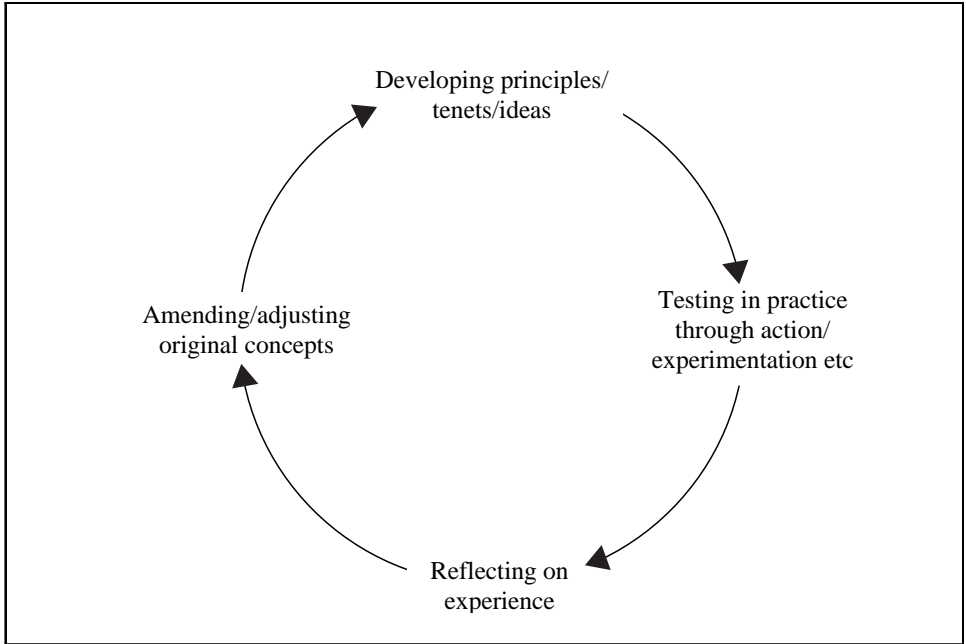 Developing principles/
tenets/ideas
Testing in practice
through action/
experimentation etc
Reflecting on
experience
Amending/adjusting
original concepts